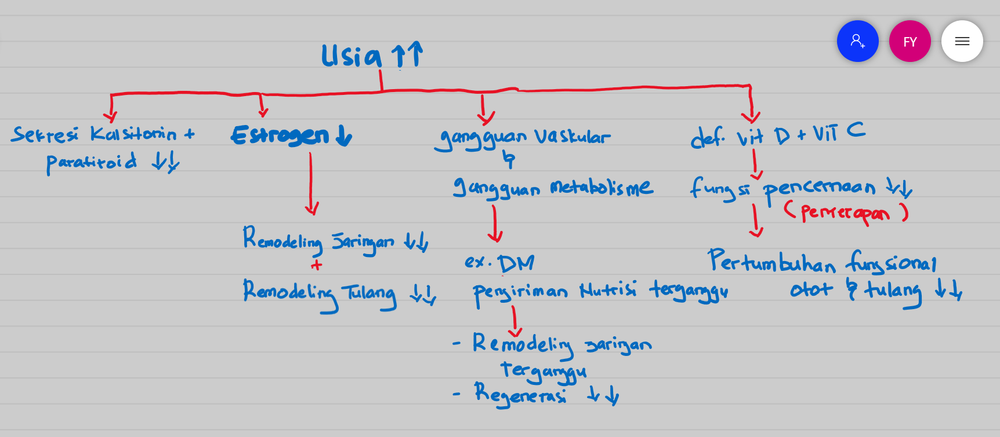 FY
Usia ↑↑
Sekresi Kalsitonin +
Paratiroid ↓↓
Estrogen ↓
Remodeling Jaringan ↓↓
+
Remodeling Tulang ↓↓
gangguan Vaskular
&
gangguan Metabolisme
ex. DM
pengiriman Nutrisi terganggu
- Remodeling jaringan
terganggu
- Regenerasi ↓↓
def. vit D + ViT C
fungsi pencernaan ↓↓
(penyerapan)
Pertumbuhan fungsional
otot & tulang ↓↓